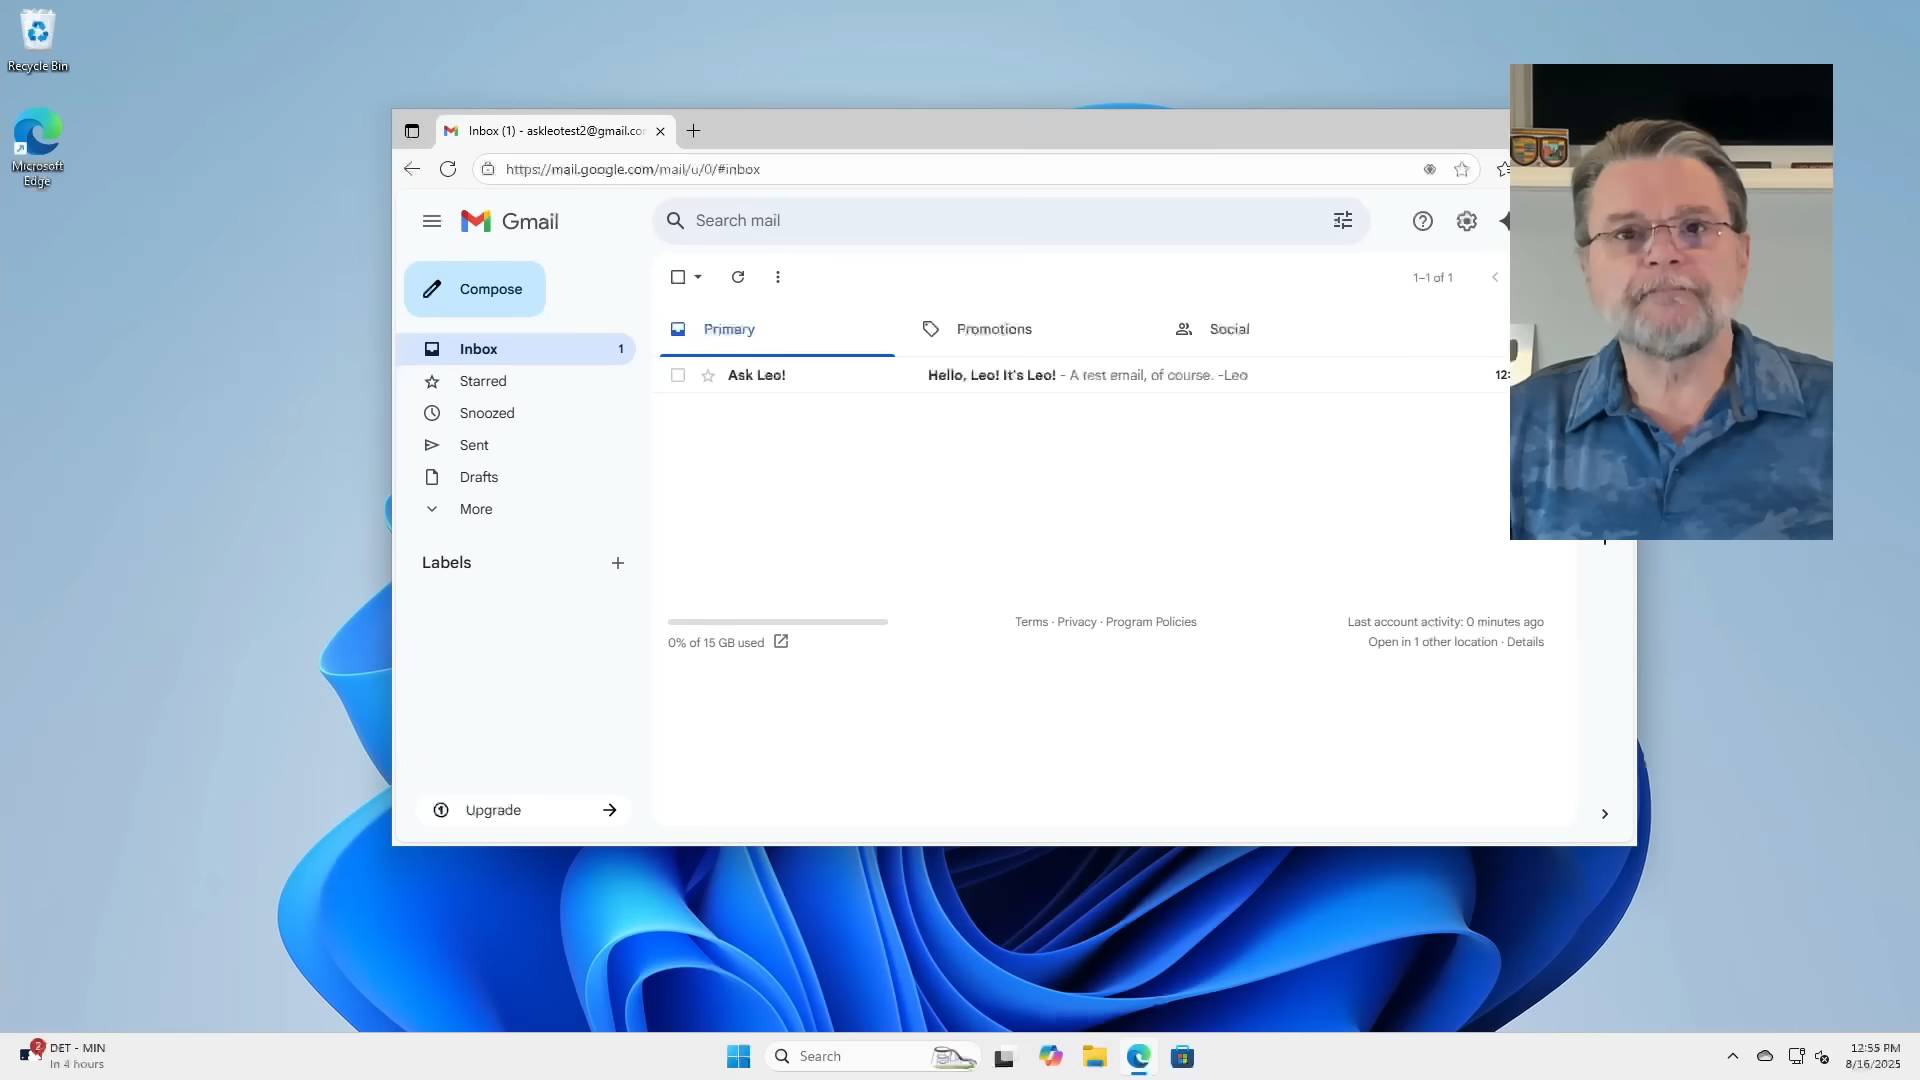 Recycle Bin
Microsoft
Edge
Inbox (1) - askleotest2@gmail.co
https://mail.google.com/mail/u/0/#inbox
Gmail
Search mail
Compose
1–1 of 1
Primary
Promotions
Social
Inbox
1
Ask Leo!
Hello, Leo! It's Leo! - A test email, of course. -Leo
12:
Starred
Snoozed
Sent
Drafts
More
Labels
0% of 15 GB used
Terms · Privacy · Program Policies
Last account activity: 0 minutes ago
Open in 1 other location · Details
Upgrade
2
DET - MIN
In 4 hours
Search
12:55 PM
8/16/2025